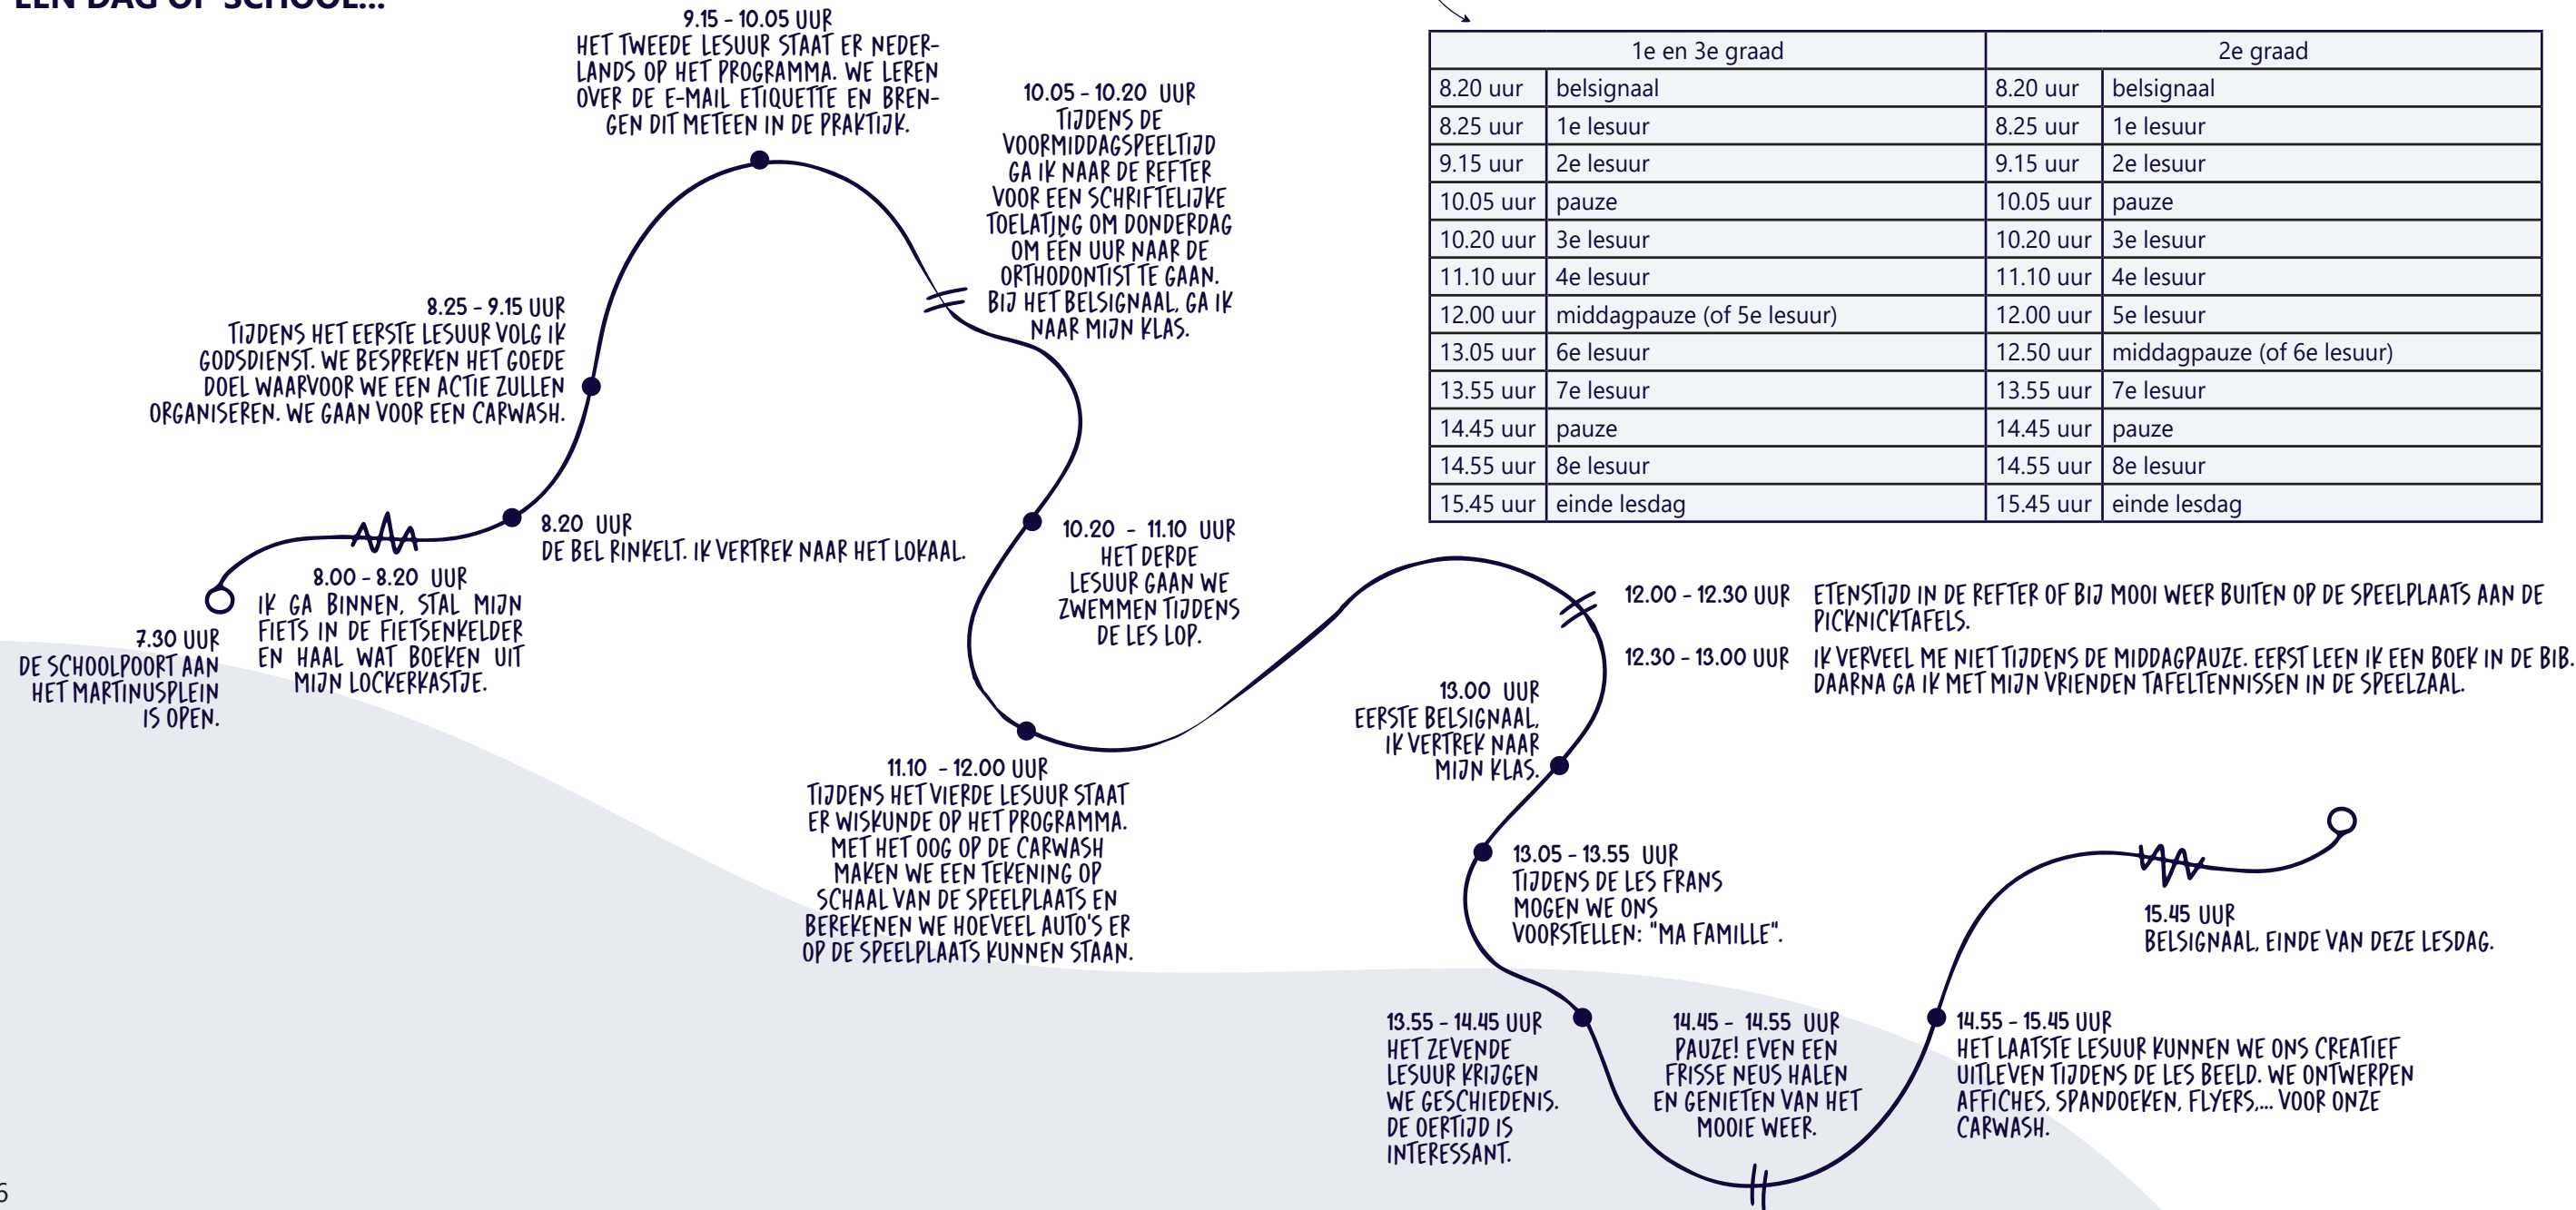 EEN DAG OP SCHOOL...
7.30 UUR
DE SCHOOLPOORT AAN
HET MARTINUSPLEIN
IS OPEN.
8.00 - 8.20 UUR
IK GA BINNEN, STAL MIJN
FIETS IN DE FIETSENKELDER
EN HAAL WAT BOEKEN UIT
MIJN LOCKERKASTJE.
8.20 UUR
DE BEL RINKELT. IK VERTREK NAAR HET LOKAAL.
8.25 - 9.15 UUR
TIJDENS HET EERSTE LESUUR VOLG IK
GODSDIENST. WE BESPREKEN HET GOEDE
DOEL WAARVOOR WE EEN ACTIE ZULLEN
ORGANISEREN. WE GAAN VOOR EEN CARWASH.
9.15 - 10.05 UUR
HET TWEEDE LESUUR STAAT ER NEDER-
LANDS OP HET PROGRAMMA. WE LEREN
OVER DE E-MAIL ETIQUETTE EN BREN-
GEN DIT METEEN IN DE PRAKTIJK.
10.05 - 10.20 UUR
TIJDENS DE
VOORMIDDAGSPEELTIJD
GA IK NAAR DE REFTER
VOOR EEN SCHRIFTELIJKE
TOELATING OM DONDERDAG
OM ÉÉN UUR NAAR DE
ORTHODONTIST TE GAAN.
BIJ HET BELSIGNAAL, GA IK
NAAR MIJN KLAS.
10.20 - 11.10 UUR
HET DERDE
LESUUR GAAN WE
ZWEMMEN TIJDENS
DE LES LOP.
11.10 - 12.00 UUR
TIJDENS HET VIERDE LESUUR STAAT
ER WISKUNDE OP HET PROGRAMMA.
MET HET OOG OP DE CARWASH
MAKEN WE EEN TEKENING OP
SCHAAL VAN DE SPEELPLAATS EN
BEREKENEN WE HOEVEEL AUTO'S ER
OP DE SPEELPLAATS KUNNEN STAAN.
1e en 3e graad 2e graad
8.20 uur belsignaal 8.20 uur belsignaal
8.25 uur 1e lesuur 8.25 uur 1e lesuur
9.15 uur 2e lesuur 9.15 uur 2e lesuur
10.05 uur pauze 10.05 uur pauze
10.20 uur 3e lesuur 10.20 uur 3e lesuur
11.10 uur 4e lesuur 11.10 uur 4e lesuur
12.00 uur middagpauze (of 5e lesuur) 12.00 uur 5e lesuur
13.05 uur 6e lesuur 12.50 uur middagpauze (of 6e lesuur)
13.55 uur 7e lesuur 13.55 uur 7e lesuur
14.45 uur pauze 14.45 uur pauze
14.55 uur 8e lesuur 14.55 uur 8e lesuur
15.45 uur einde lesdag 15.45 uur einde lesdag
12.00 - 12.30 UUR ETENSTIJD IN DE REFTER OF BIJ MOOI WEER BUITEN OP DE SPEELPLAATS AAN DE
PICKNICKTAFELS.
12.30 - 13.00 UUR IK VERVEEL ME NIET TIJDENS DE MIDDAGPAUZE. EERST LEEN IK EEN BOEK IN DE BIB.
DAARNA GA IK MET MIJN VRIENDEN TAFELTENNISSEN IN DE SPEELZAAL.
13.00 UUR
EERSTE BELSIGNAAL,
IK VERTREK NAAR
MIJN KLAS.
13.05 - 13.55 UUR
TIJDENS DE LES FRANS
MOGEN WE ONS
VOORSTELLEN: "MA FAMILLE".
13.55 - 14.45 UUR
HET ZEVENDE
LESUUR KRIJGEN
WE GESCHIEDENIS.
DE OERTIJD IS
INTERESSANT.
14.45 - 14.55 UUR
PAUZE! EVEN EEN
FRISSE NEUS HALEN
EN GENIETEN VAN HET
MOOIE WEER.
14.55 - 15.45 UUR
HET LAATSTE LESUUR KUNNEN WE ONS CREATIEF
UITLEVEN TIJDENS DE LES BEELD. WE ONTWERPEN
AFFICHES, SPANDOEKEN, FLYERS,... VOOR ONZE
CARWASH.
15.45 UUR
BELSIGNAAL, EINDE VAN DEZE LESDAG.
6